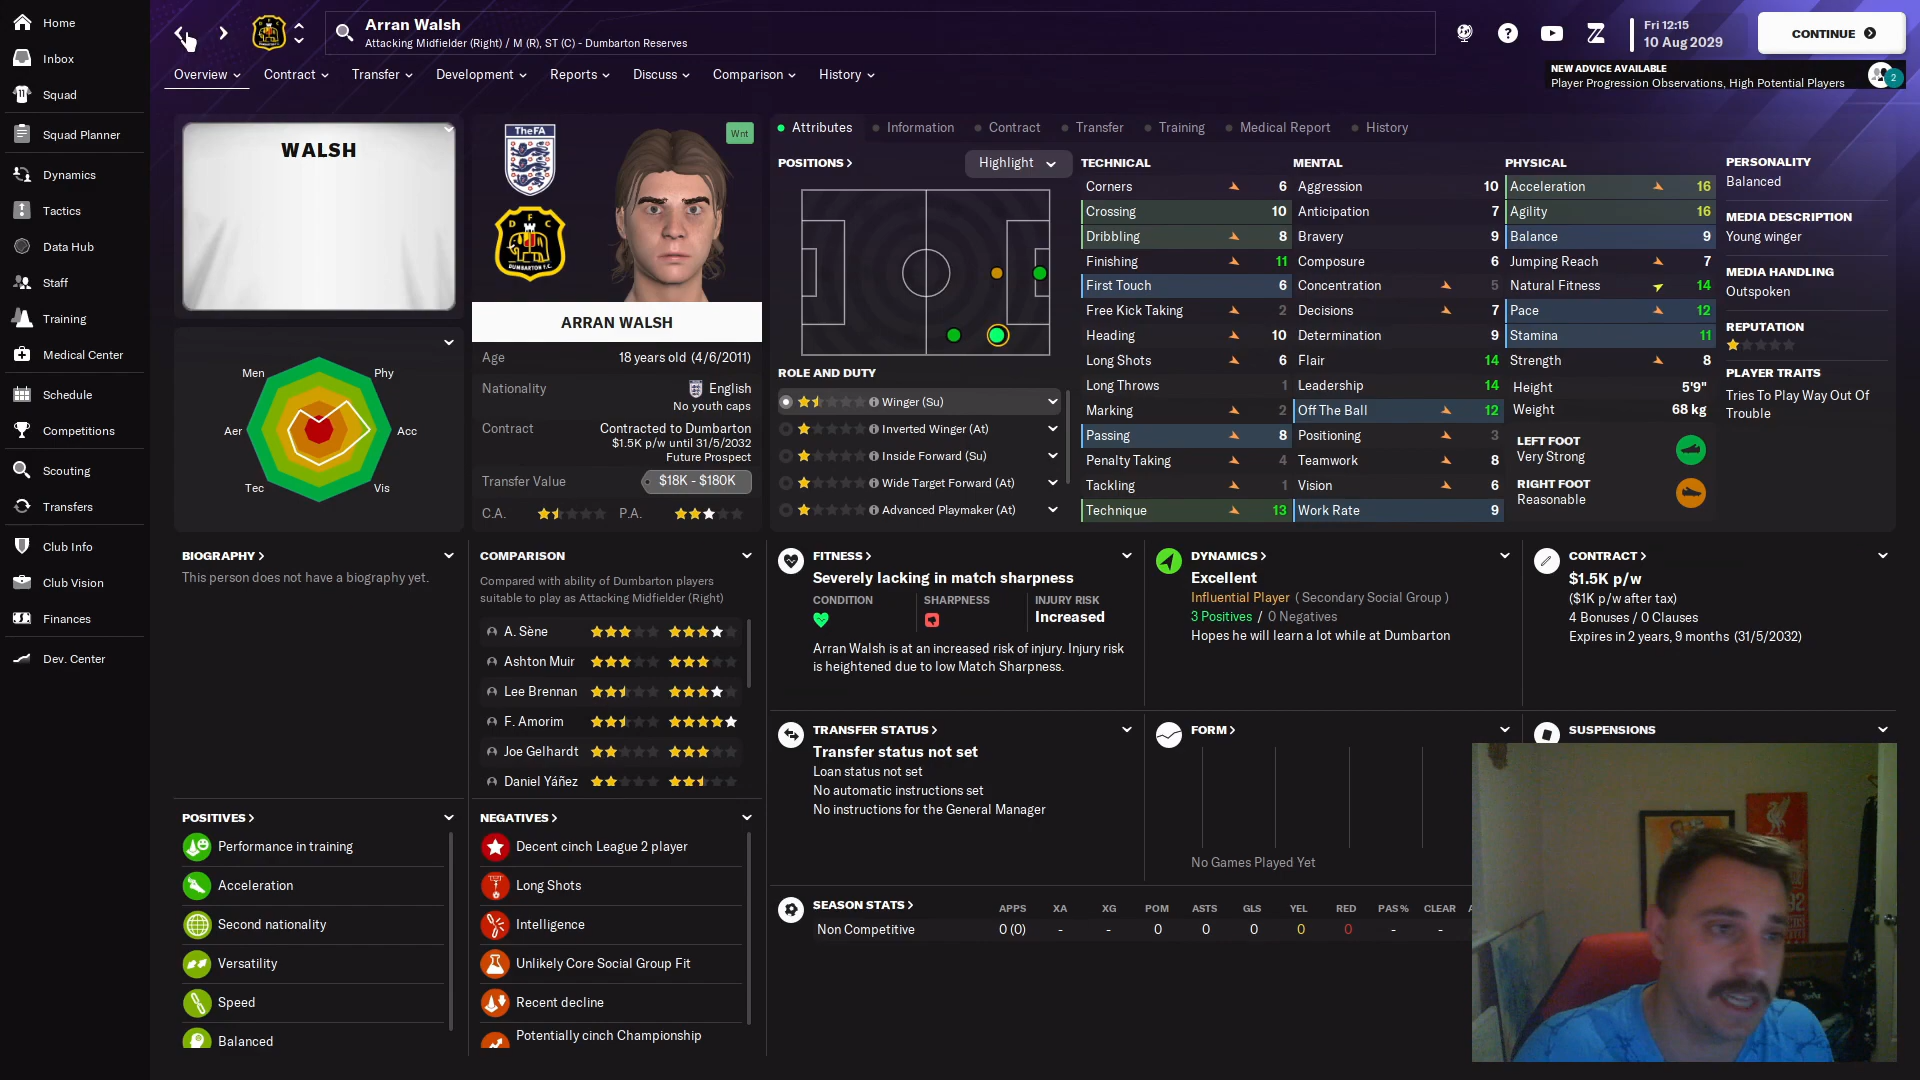 Home
Inbox
Squad
Squad Planner
Dynamics
Tactics
Data Hub
Staff
Training
Medical Center
Schedule
Competitions
Scouting
Transfers
Club Info
Club Vision
Finances
Dev. Center
Arran Walsh
Attacking Midfielder (Right) / M (R), ST (C) - Dumbarton Reserves
Fri 12:15
10 Aug 2029
CONTINUE
Overview Contract Transfer Development Reports Discuss Comparison History
NEW ADVICE AVAILABLE
Player Progression Observations, High Potential Players
2
WALSH
Men Phy
Aer Acc
Tec Vis
TheFA
Wnt
D F C
DUMBARTON F.C.
ARRAN WALSH
Age 18 years old (4/6/2011)
Nationality English
No youth caps
Contract Contracted to Dumbarton
$1.5K p/w until 31/5/2032
Future Prospect
Transfer Value $18K - $180K
C.A. P.A.
Attributes Information Contract Transfer Training Medical Report History
POSITIONS
Highlight
ROLE AND DUTY
Winger (Su)
Inverted Winger (At)
Inside Forward (Su)
Wide Target Forward (At)
Advanced Playmaker (At)
TECHNICAL
Corners 6
Crossing 10
Dribbling 8
Finishing 11
First Touch 6
Free Kick Taking 2
Heading 10
Long Shots 6
Long Throws 1
Marking 2
Passing 8
Penalty Taking 4
Tackling 1
Technique 13
MENTAL
Aggression 10
Anticipation 7
Bravery 9
Composure 6
Concentration 5
Decisions 7
Determination 9
Flair 14
Leadership 14
Off The Ball 12
Positioning 3
Teamwork 8
Vision 6
Work Rate 9
PHYSICAL
Acceleration 16
Agility 16
Balance 9
Jumping Reach 7
Natural Fitness 14
Pace 12
Stamina 11
Strength 8
Height 5'9"
Weight 68 kg
LEFT FOOT
Very Strong
RIGHT FOOT
Reasonable
PERSONALITY
Balanced
MEDIA DESCRIPTION
Young winger
MEDIA HANDLING
Outspoken
REPUTATION
PLAYER TRAITS
Tries To Play Way Out Of
Trouble
BIOGRAPHY
This person does not have a biography yet.
COMPARISON
Compared with ability of Dumbarton players
suitable to play as Attacking Midfielder (Right)
A. Sène
Ashton Muir
Lee Brennan
F. Amorim
Joe Gelhardt
Daniel Yáñez
FITNESS
Severely lacking in match sharpness
CONDITION SHARPNESS INJURY RISK
Increased
Arran Walsh is at an increased risk of injury. Injury risk
is heightened due to low Match Sharpness.
DYNAMICS
Excellent
Influential Player ( Secondary Social Group )
3 Positives / 0 Negatives
Hopes he will learn a lot while at Dumbarton
CONTRACT
$1.5K p/w
($1K p/w after tax)
4 Bonuses / 0 Clauses
Expires in 2 years, 9 months (31/5/2032)
TRANSFER STATUS
Transfer status not set
Loan status not set
No automatic instructions set
No instructions for the General Manager
FORM
No Games Played Yet
SUSPENSIONS
POSITIVES
Performance in training
Acceleration
Second nationality
Versatility
Speed
Balanced
NEGATIVES
Decent cinch League 2 player
Long Shots
Intelligence
Unlikely Core Social Group Fit
Recent decline
Potentially cinch Championship
SEASON STATS APPS XA XG POM ASTS GLS YEL RED PAS % CLEAR
Non Competitive 0 (0) - - 0 0 0 0 0 - -